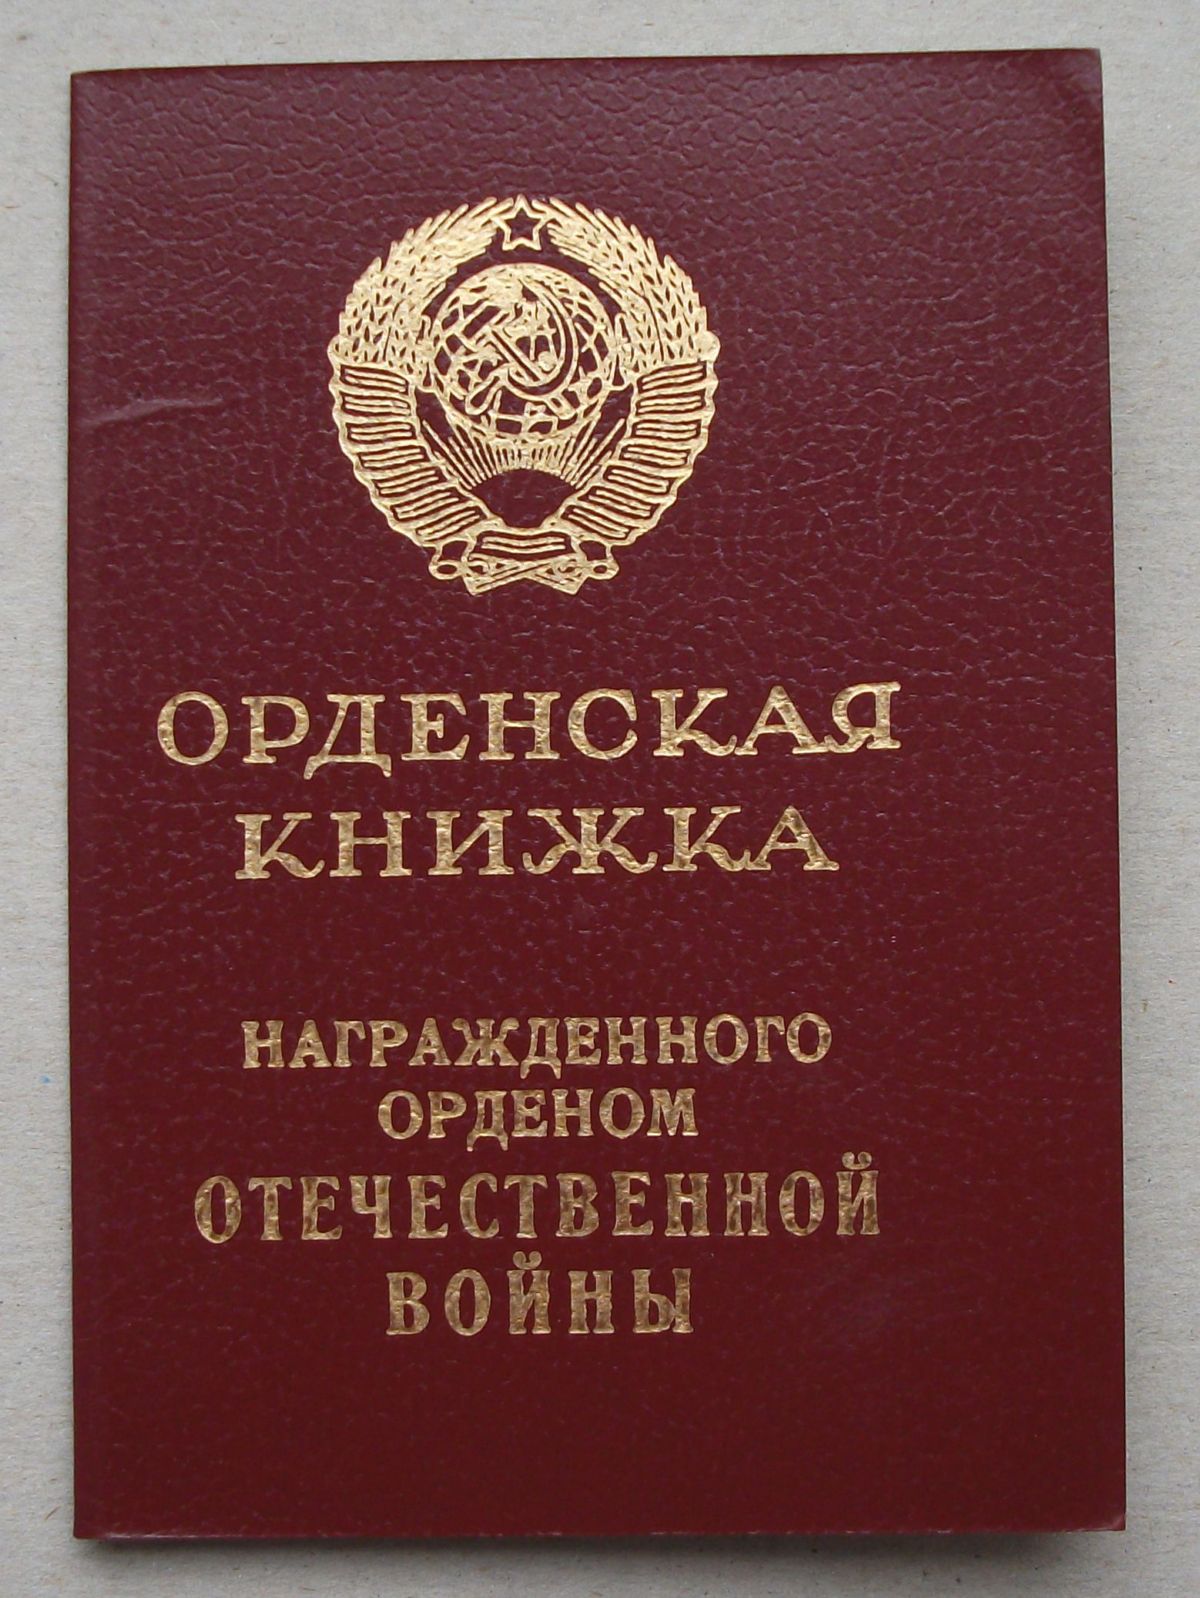 ОРДЕНСКАЯ
КНИЖКА
НАГРАЖДЕННОГО
ОРДЕНОМ
ОТЕЧЕСТВЕННОЙ
ВОЙНЫ